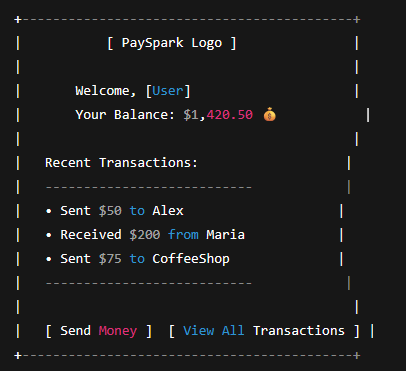 +-------------------------------------------+
|           [ PaySpark Logo ]               |
|                                           |
|       Welcome, [User]                     |
|       Your Balance: $1,420.50 💰           |
|                                           |
|   Recent Transactions:                   |
|   ---------------------------            |
|   • Sent $50 to Alex                    |
|   • Received $200 from Maria            |
|   • Sent $75 to CoffeeShop              |
|   ---------------------------            |
|                                           |
|   [ Send Money ]  [ View All Transactions ] |
+-------------------------------------------+